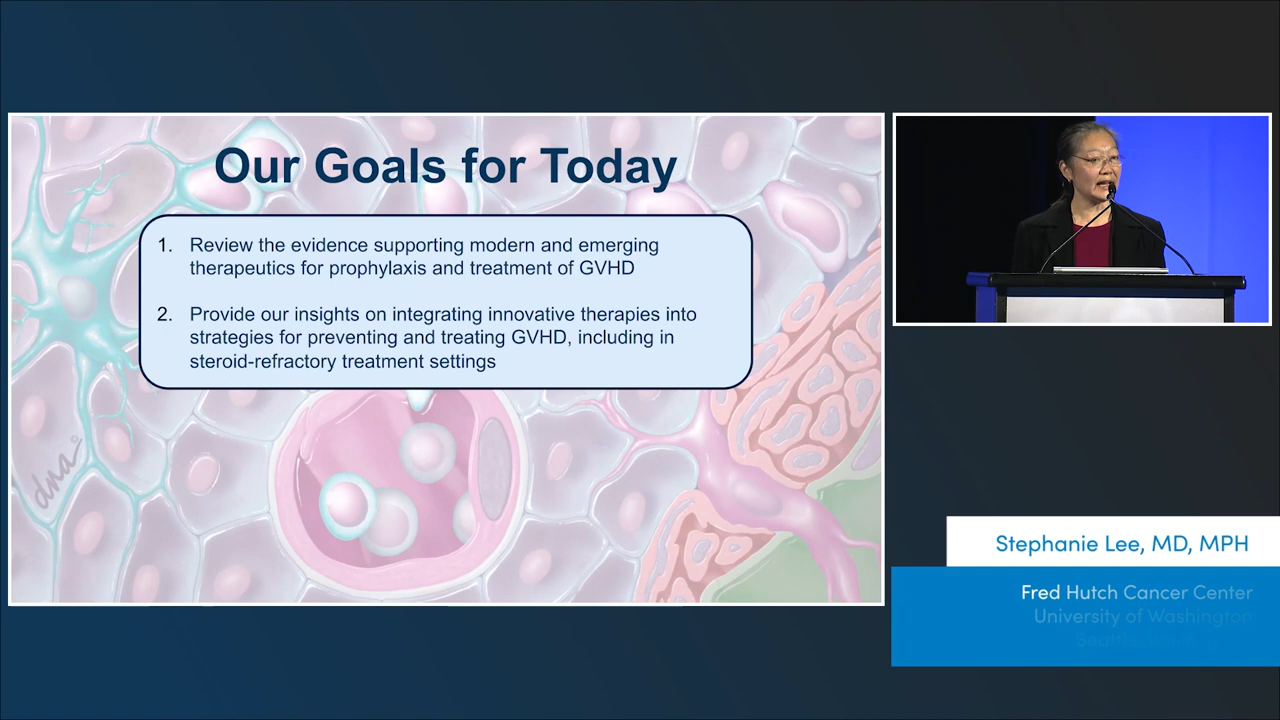 Our Goals for Today
1. Review the evidence supporting modern and emerging
therapeutics for prophylaxis and treatment of GVHD
2. Provide our insights on integrating innovative therapies into
strategies for preventing and treating GVHD, including in
steroid-refractory treatment settings
dna
Stephanie Lee, MD, MPH
Fred Hutch Cancer Center
University of Washington
Seattle,